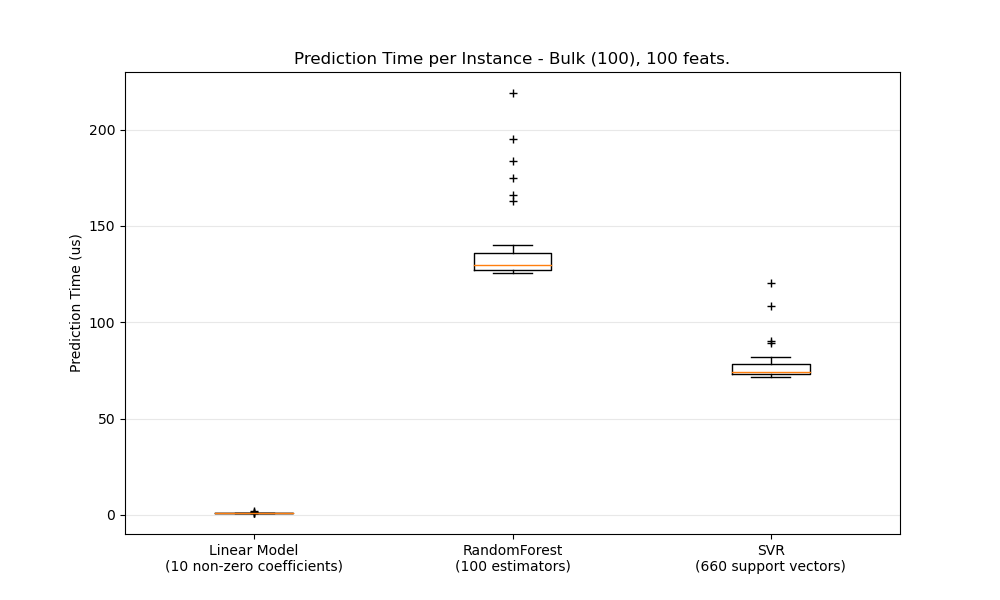 Prediction Time per Instance - Bulk (100), 100 feats.
Prediction Time (us)
200
150
100
50
0
Linear Model
(10 non-zero coefficients)
RandomForest
(100 estimators)
SVR
(660 support vectors)